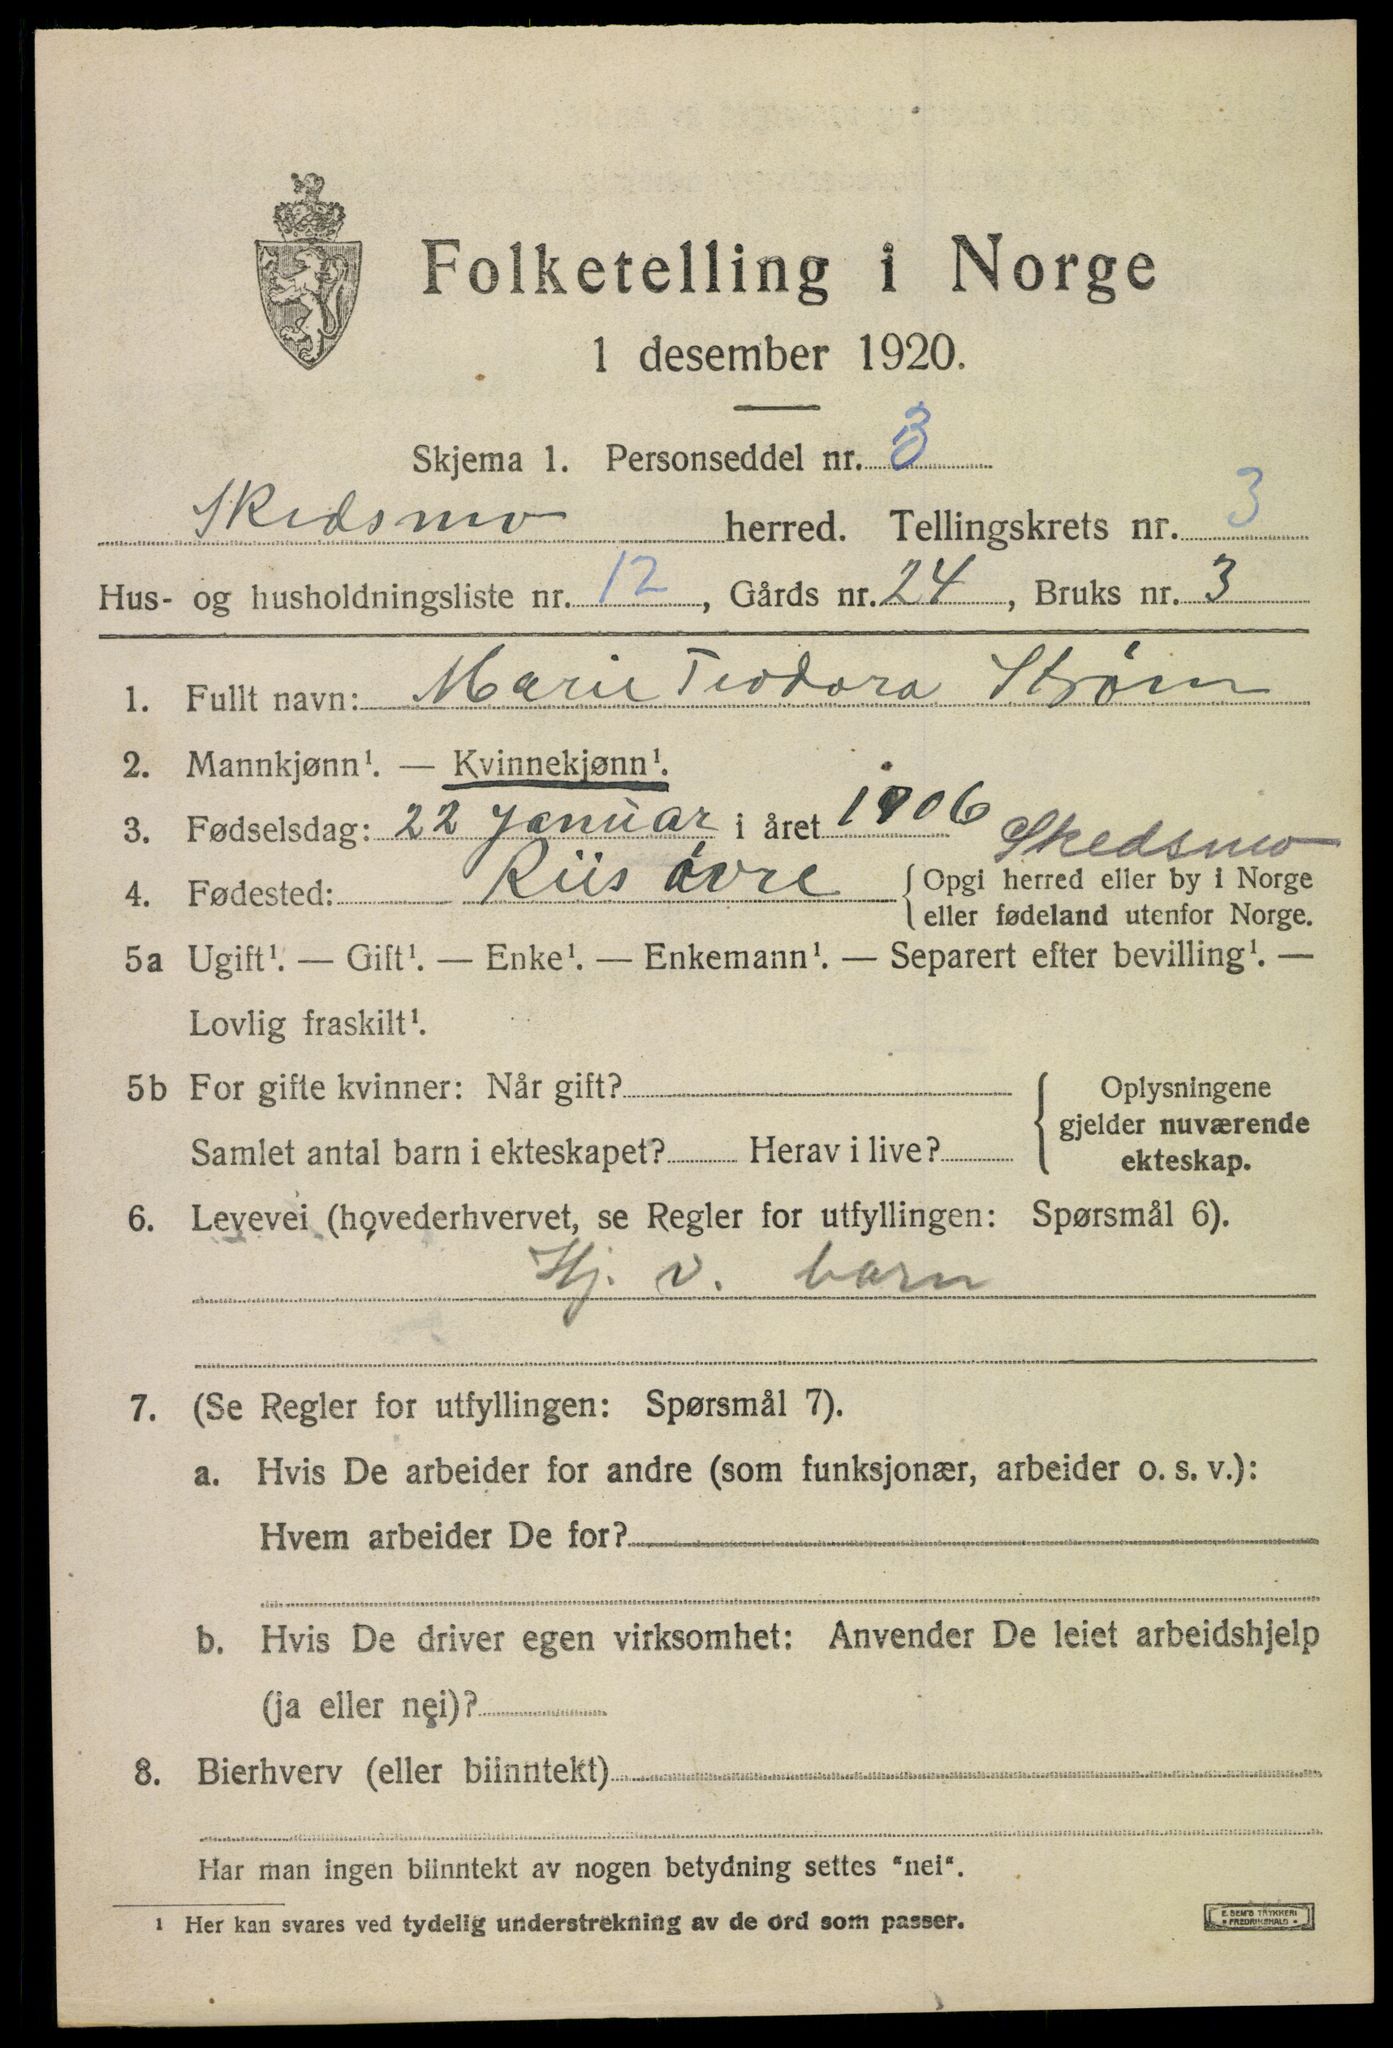 Folketelling i Norge
1 desember 1920.
Skjema 1. Personseddel nr. 3
Skedsmo herred. Tellingskrets nr. 3
Hus- og husholdningsliste nr. 12, Gårds nr. 24, Bruks nr. 3
1. Fullt navn: Marie Teodora Strøm
2. Mannkjønn¹. — Kvinnekjønn¹.
3. Fødselsdag: 22 Januar i året 1906
Skedsmo
4. Fødested: Riis øvre {Opgi herred eller by i Norge
eller fødeland utenfor Norge.
5a Ugift¹. — Gift¹. — Enke¹. — Enkemann¹. — Separert efter bevilling¹. —
Lovlig fraskilt¹.
5b For gifte kvinner: Når gift?
Samlet antal barn i ekteskapet? Herav i live?
Oplysningene
gjelder nuværende
ekteskap.
6. Levevei (hovederhvervet, se Regler for utfyllingen: Spørsmål 6).
Hj. v. barn
7. (Se Regler for utfyllingen: Spørsmål 7).
a. Hvis De arbeider for andre (som funksjonær, arbeider o. s. v.):
Hvem arbeider De for?
b. Hvis De driver egen virksomhet: Anvender De leiet arbeidshjelp
(ja eller nei)?
8. Bierhverv (eller biinntekt)
Har man ingen biinntekt av nogen betydning settes "nei".
¹ Her kan svares ved tydelig understrekning av de ord som passer.
E. SEM'S TRYKKERI
FREDRIKSHALD